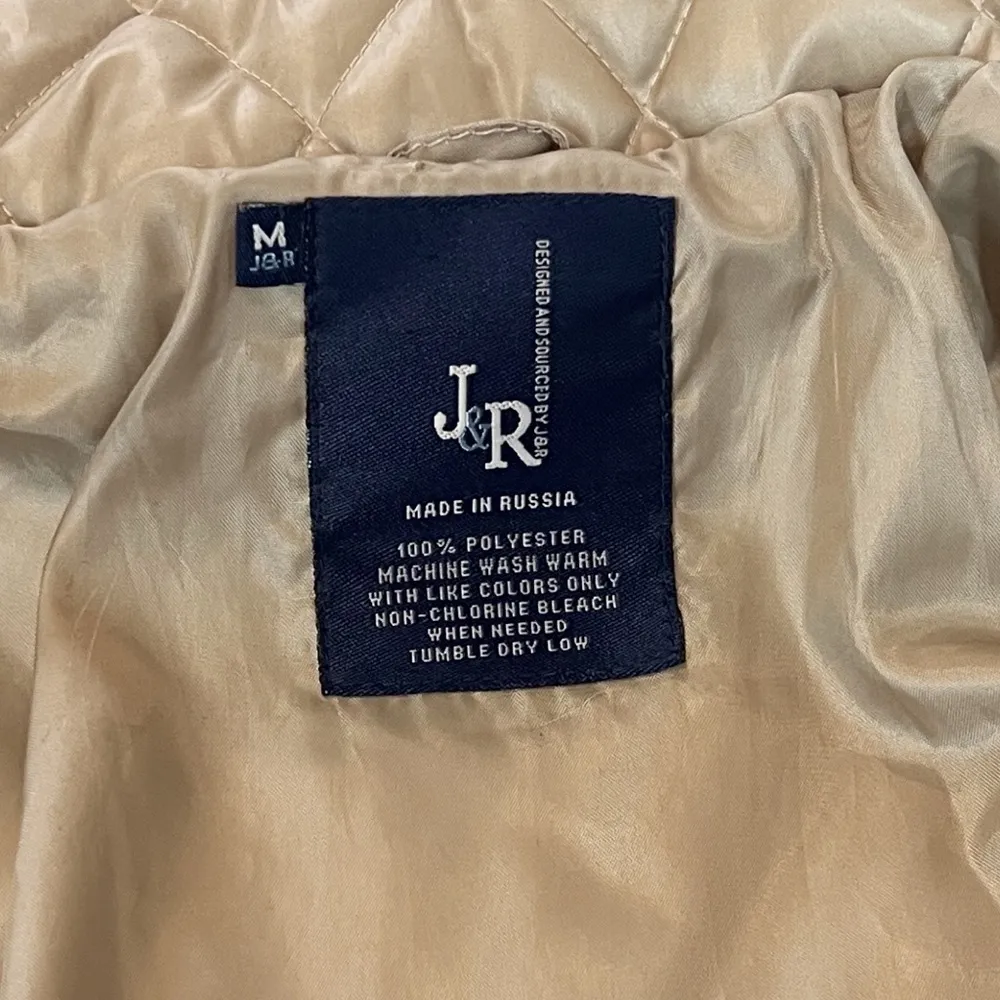 M
J&R
DESIGNED AND SOURCED BY J&R
J&R
MADE IN RUSSIA
100% POLYESTER
MACHINE WASH WARM
WITH LIKE COLORS ONLY
NON-CHLORINE BLEACH
WHEN NEEDED
TUMBLE DRY LOW